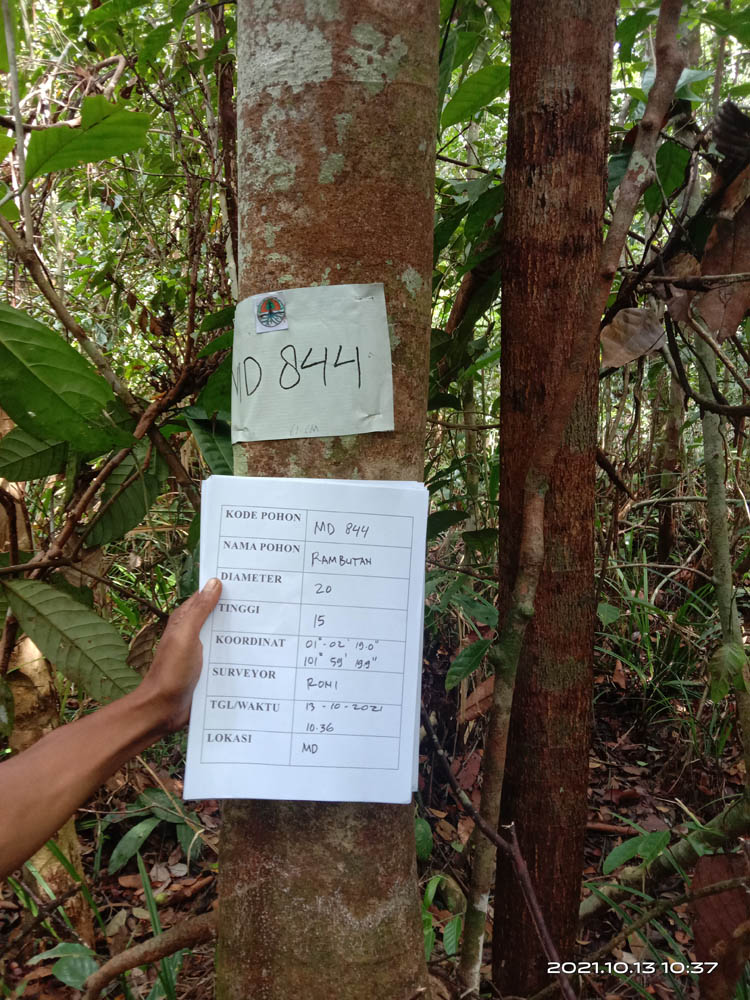 MD 844
KODE POHON MD 844
NAMA POHON RAMBUTAN
DIAMETER 20
TINGGI 15
KOORDINAT 01° - 02' 19.0"
101° 59' 19.9"
SURVEYOR RONI
TGL/WAKTU 13 - 10 - 2021
10.36
LOKASI MD
2021.10.13 10:37